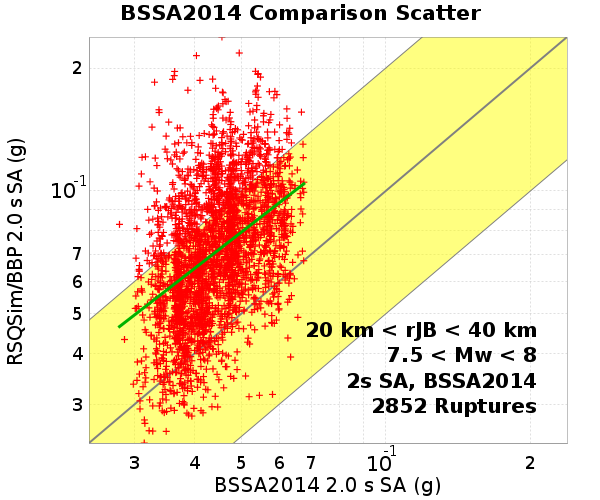 BSSA2014 Comparison Scatter
RSQSim/BBP 2.0 s SA (g)
2
10-1
7
6
5
4
3
20 km < rJB < 40 km
7.5 < Mw < 8
2s SA, BSSA2014
2852 Ruptures
3 4 5 6 7 10-1 2
BSSA2014 2.0 s SA (g)